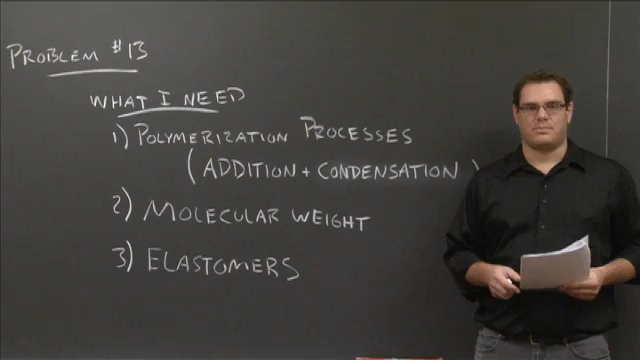 PROBLEM #13
WHAT I NEED
1) POLYMERIZATION PROCESSES
(ADDITION + CONDENSATION)
2) MOLECULAR WEIGHT
3) ELASTOMERS